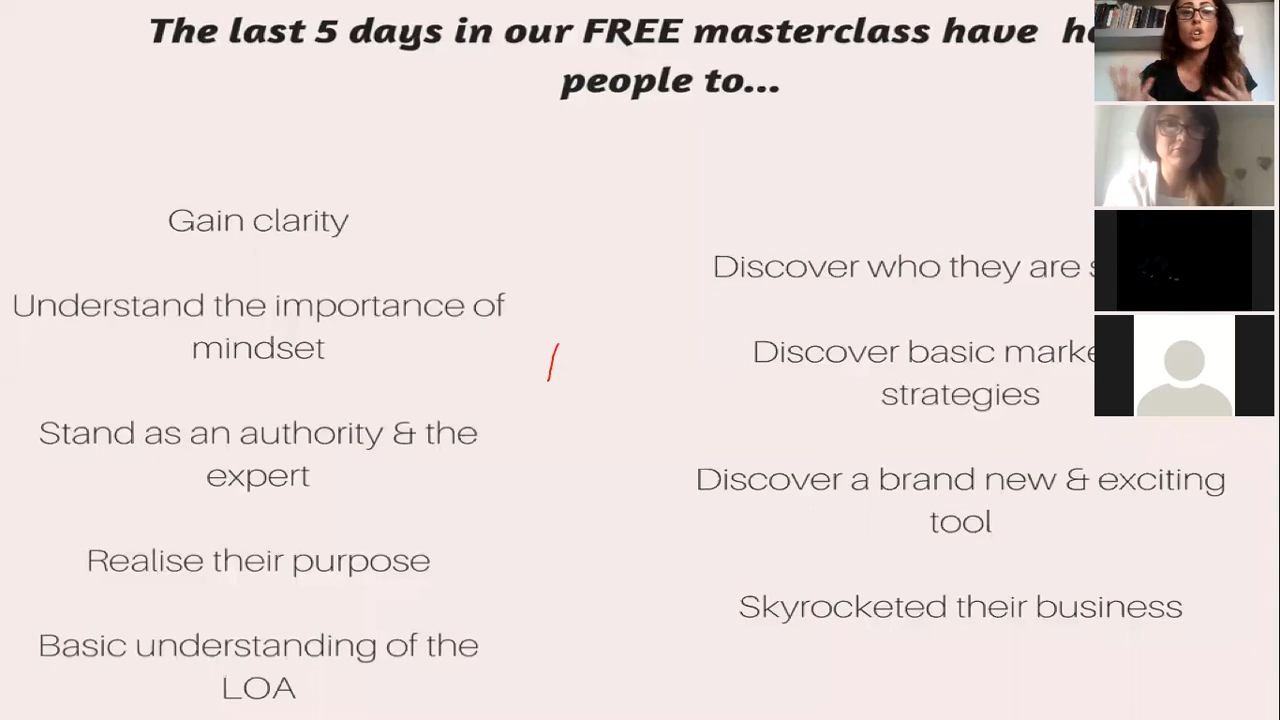 The last 5 days in our FREE masterclass have
people to...
Gain clarity
Understand the importance of
mindset
Stand as an authority & the
expert
Realise their purpose
Basic understanding of the
LOA
Discover who they are
Discover basic
strategies
Discover a brand new & exciting
tool
Skyrocketed their business